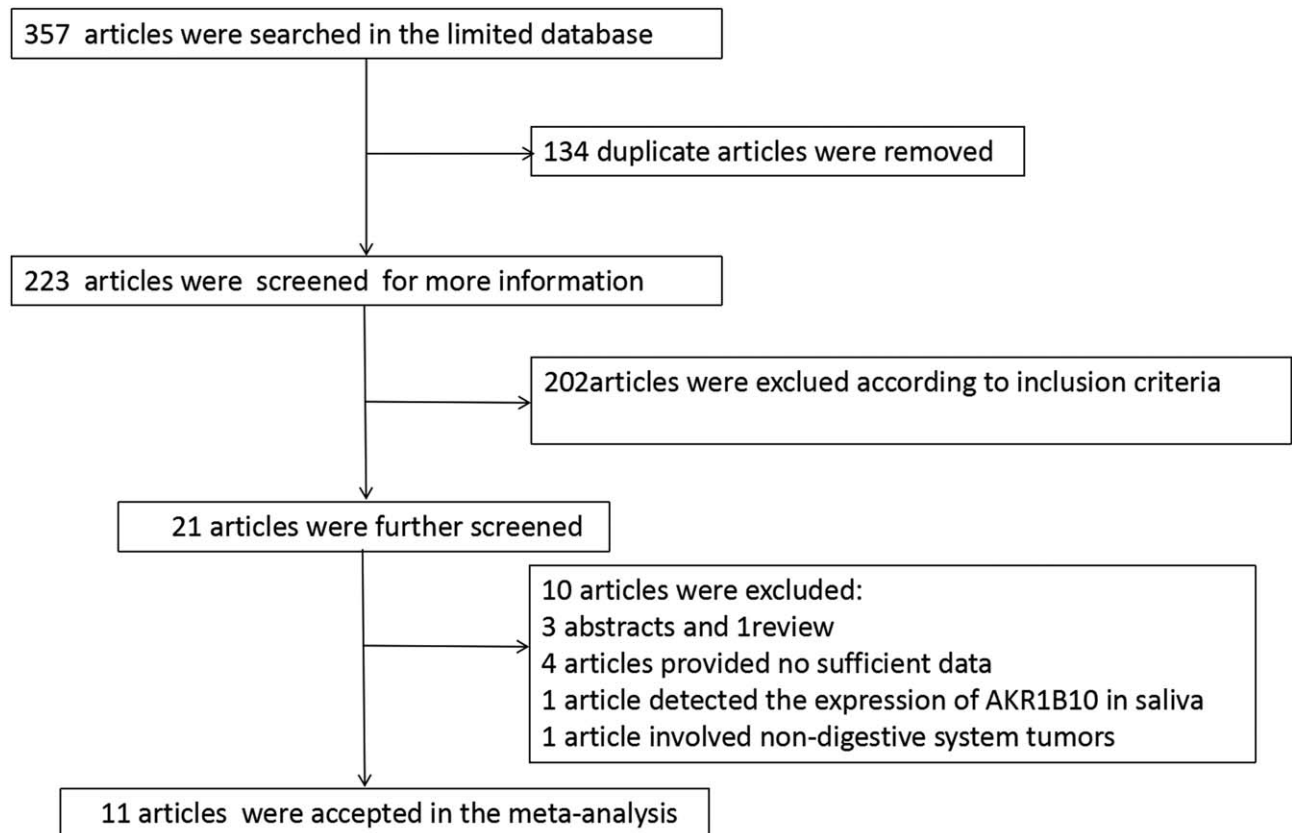 357 articles were searched in the limited database
134 duplicate articles were removed
223 articles were screened for more information
202articles were exclued according to inclusion criteria
21 articles were further screened
10 articles were excluded:
3 abstracts and 1review
4 articles provided no sufficient data
1 article detected the expression of AKR1B10 in saliva
1 article involved non-digestive system tumors
11 articles were accepted in the meta-analysis